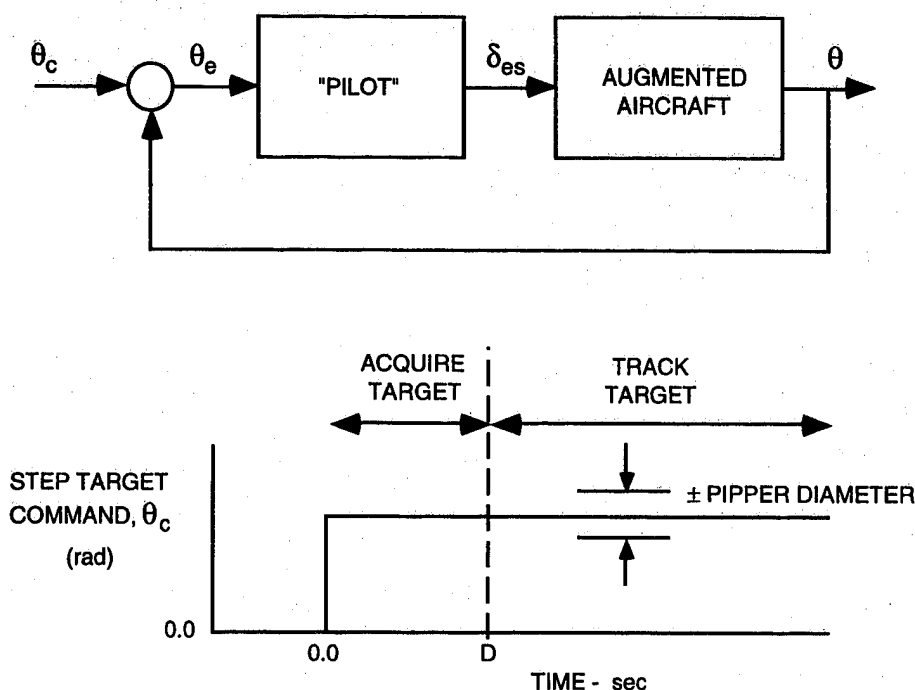 θc
θe
"PILOT"
δes
AUGMENTED
AIRCRAFT
θ
ACQUIRE
TARGET
TRACK
TARGET
STEP TARGET
COMMAND, θc
(rad)
± PIPPER DIAMETER
0.0
0.0
D
TIME - sec